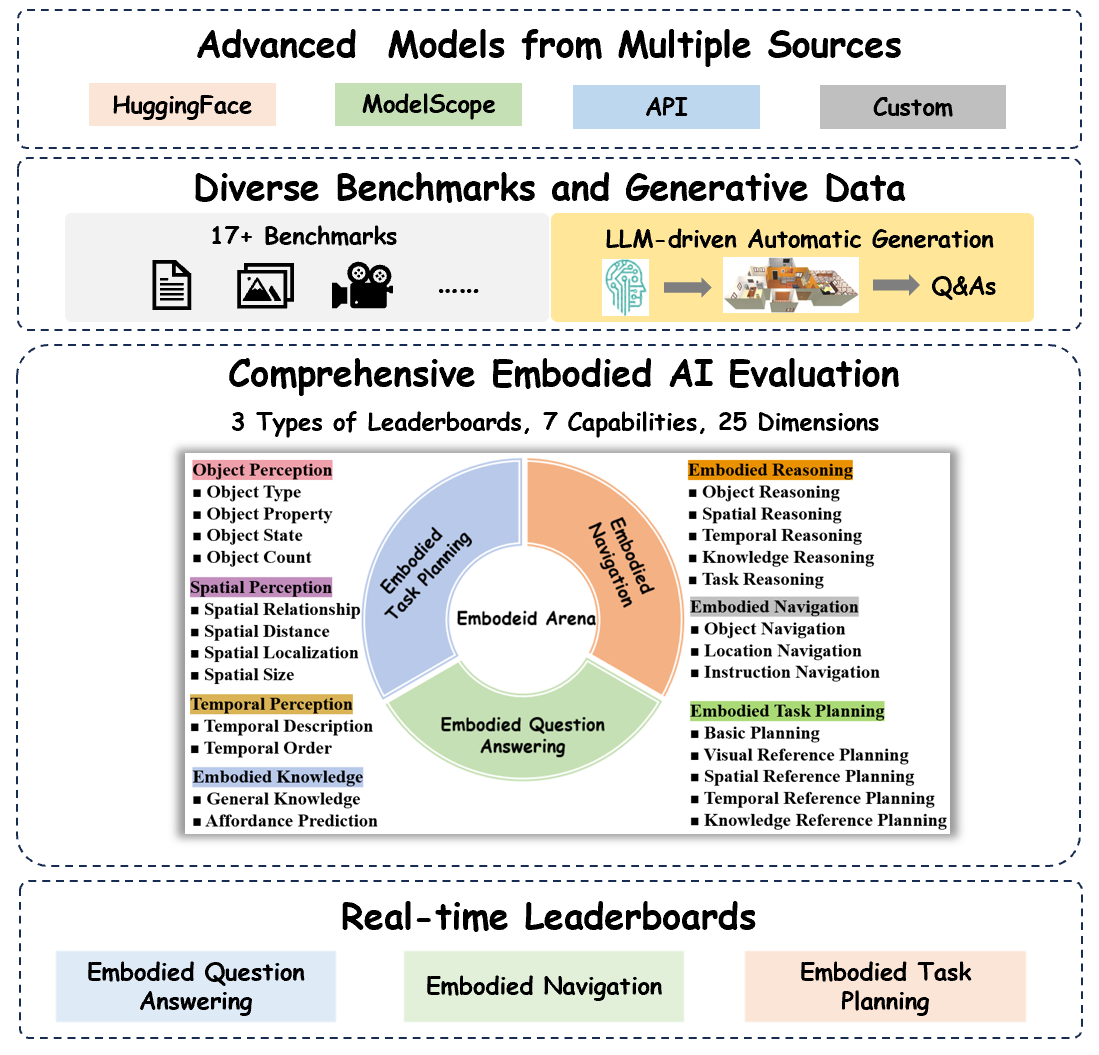 Advanced Models from Multiple Sources
HuggingFace
ModelScope
API
Custom
Diverse Benchmarks and Generative Data
17+ Benchmarks
......
LLM-driven Automatic Generation
Q&As
Comprehensive Embodied AI Evaluation
3 Types of Leaderboards, 7 Capabilities, 25 Dimensions
Object Perception
■ Object Type
■ Object Property
■ Object State
■ Object Count
Spatial Perception
■ Spatial Relationship
■ Spatial Distance
■ Spatial Localization
■ Spatial Size
Temporal Perception
■ Temporal Description
■ Temporal Order
Embodied Knowledge
■ General Knowledge
■ Affordance Prediction
Embodied
Task Planning
Embodied
Navigation
Embodeid Arena
Embodied Question
Answering
Embodied Reasoning
■ Object Reasoning
■ Spatial Reasoning
■ Temporal Reasoning
■ Knowledge Reasoning
■ Task Reasoning
Embodied Navigation
■ Object Navigation
■ Location Navigation
■ Instruction Navigation
Embodied Task Planning
■ Basic Planning
■ Visual Reference Planning
■ Spatial Reference Planning
■ Temporal Reference Planning
■ Knowledge Reference Planning
Real-time Leaderboards
Embodied Question
Answering
Embodied Navigation
Embodied Task
Planning